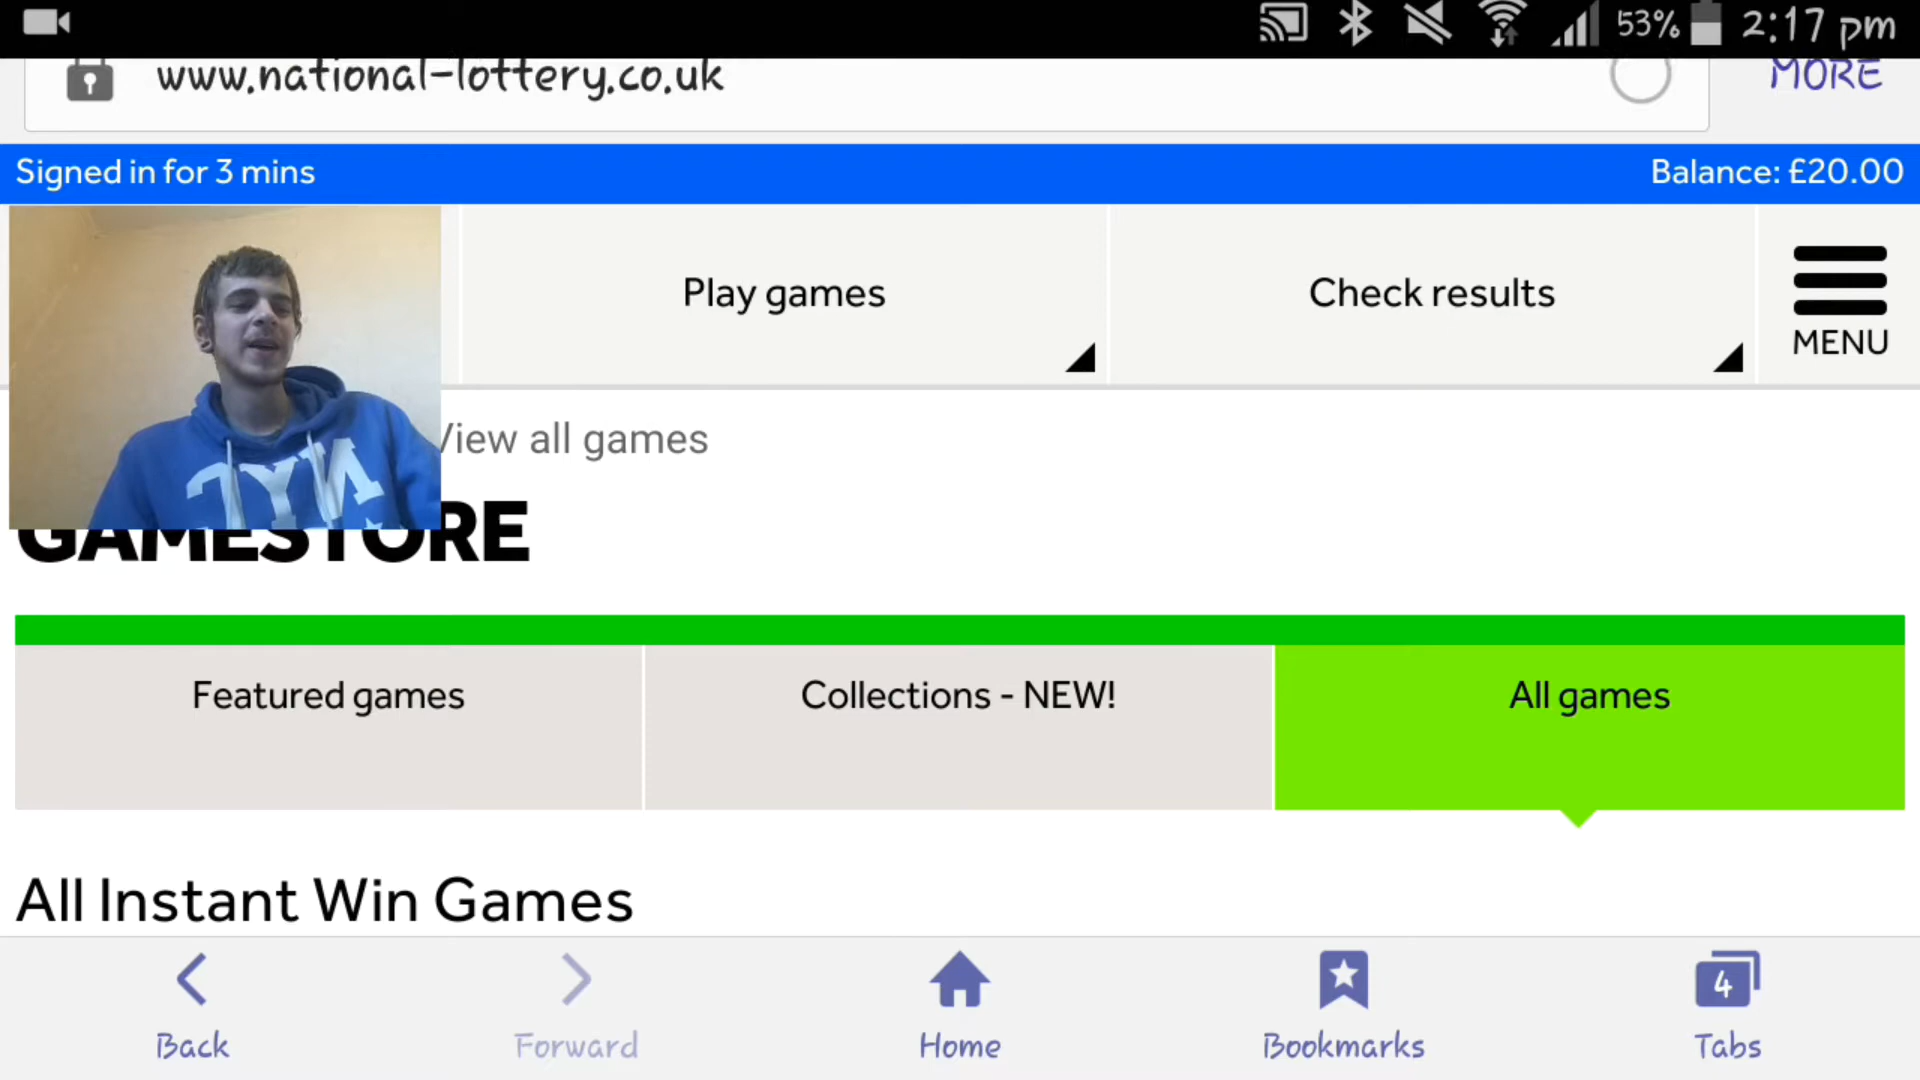 53% 2:17 pm
www.national-lottery.co.uk MORE
Signed in for 3 mins Balance: £20.00
Play games Check results MENU
View all games
NYC
GAMESTORE
Featured games Collections - NEW! All games
All Instant Win Games
4
Back Forward Home Bookmarks Tabs